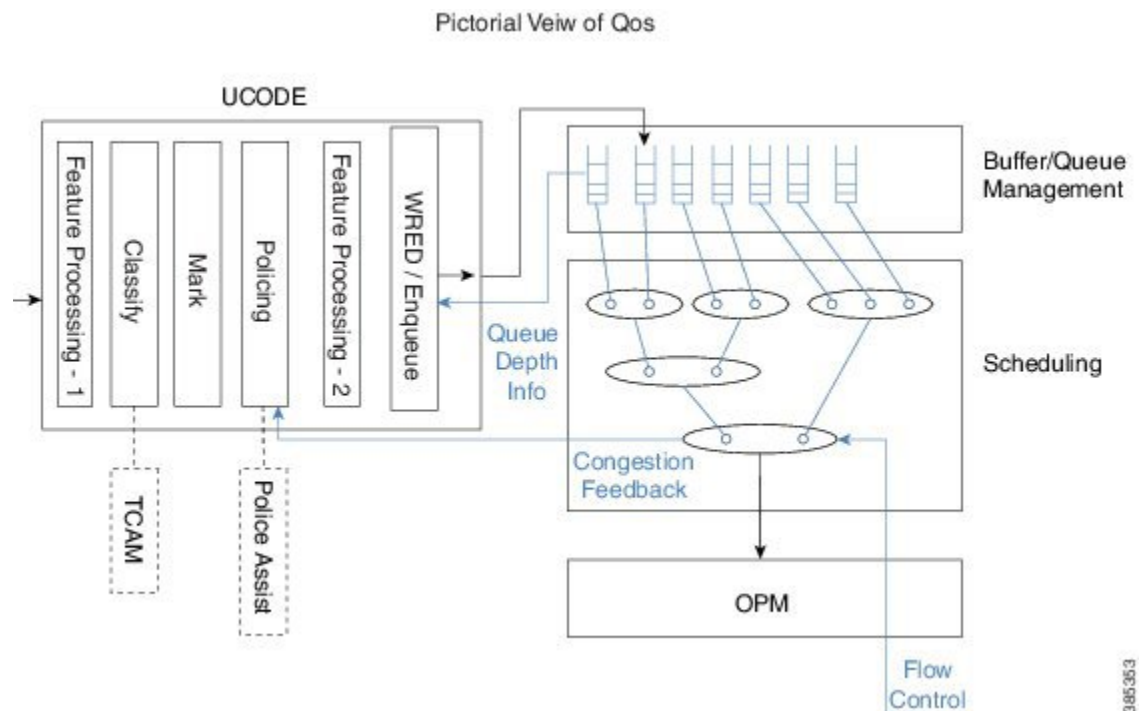 Pictorial Veiw of Qos
UCODE
Feature Processing - 1
Classify
Mark
Policing
Feature Processing - 2
WRED / Enqueue
TCAM
Police Assist
Queue
Depth
Info
Congestion
Feedback
Buffer/Queue
Management
Scheduling
OPM
Flow
Control
385353